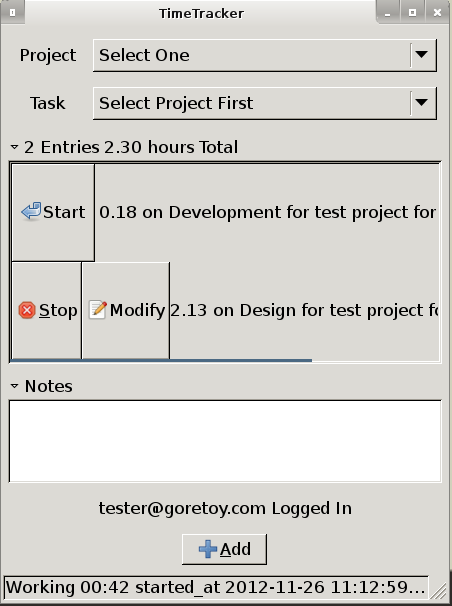 TimeTracker
Project Select One
Task Select Project First
2 Entries 2.30 hours Total
Start 0.18 on Development for test project for
Stop Modify 2.13 on Design for test project fo
Notes
tester@goretoy.com Logged In
Add
Working 00:42 started_at 2012-11-26 11:12:59...